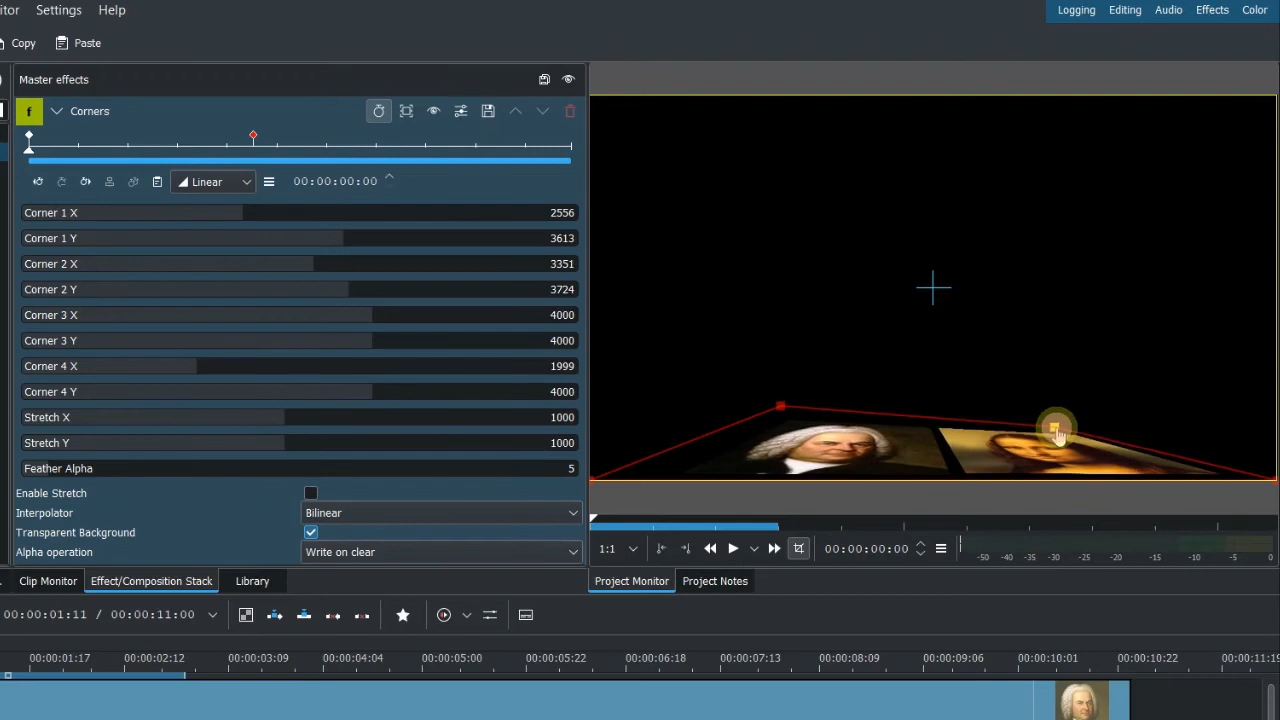 itor Settings Help
Logging Editing Audio Effects Color
Copy Paste
Master effects
f Corners
Linear 00:00:00:00
Corner 1 X 2556
Corner 1 Y 3613
Corner 2 X 3351
Corner 2 Y 3724
Corner 3 X 4000
Corner 3 Y 4000
Corner 4 X 1999
Corner 4 Y 4000
Stretch X 1000
Stretch Y 1000
Feather Alpha 5
Enable Stretch
Interpolator Bilinear
Transparent Background
Alpha operation Write on clear
1:1 00:00:00:00 -50 -40 -35 -30 -25 -20 -15 -10 -5 0
Clip Monitor Effect/Composition Stack Library Project Monitor Project Notes
00:00:01:11 / 00:00:11:00
00:00:01:17 00:00:02:12 00:00:03:09 00:00:04:04 00:00:05:00 00:00:05:22 00:00:06:18 00:00:07:13 00:00:08:09 00:00:09:06 00:00:10:01 00:00:10:22 00:00:11:19